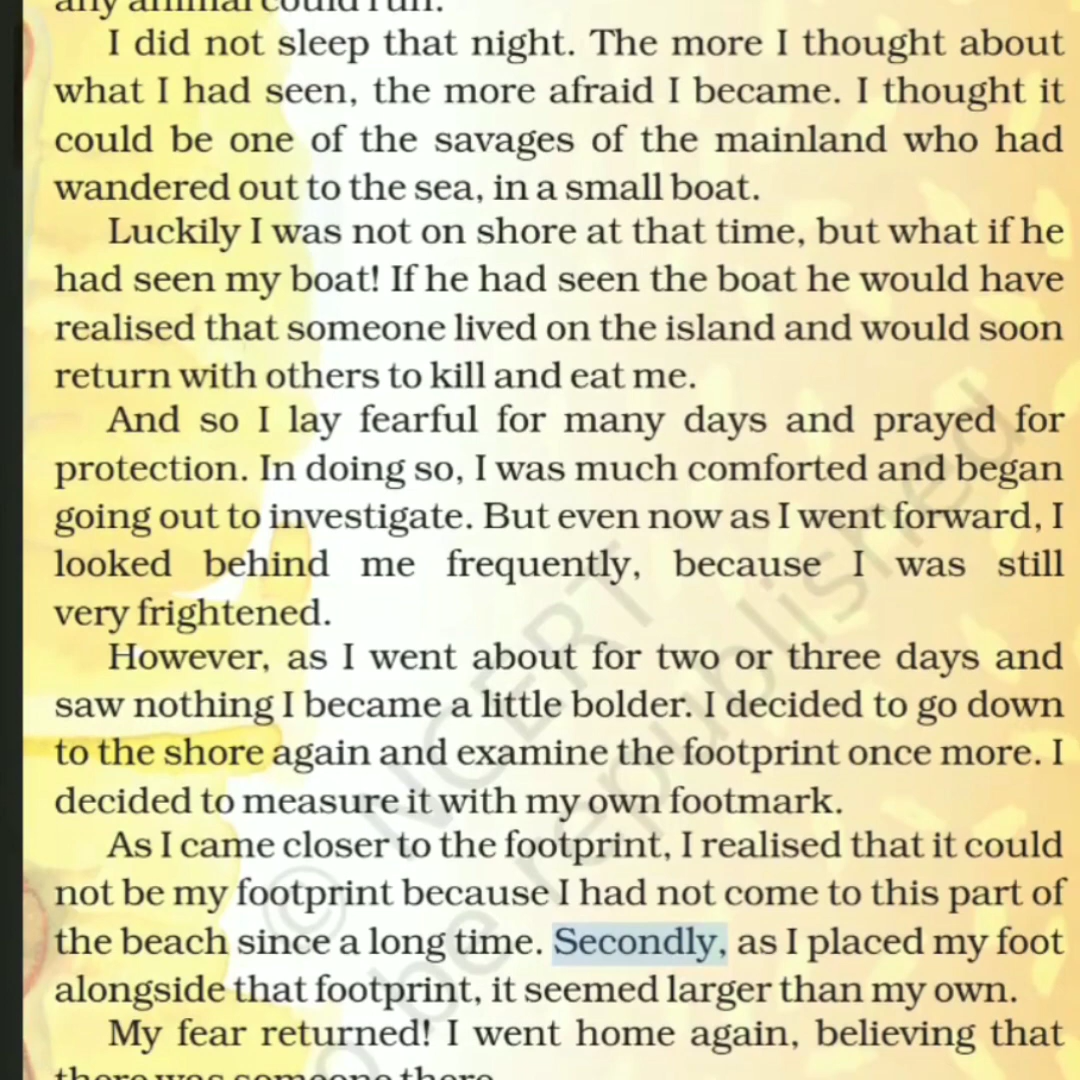 any animal could run.
I did not sleep that night. The more I thought about
what I had seen, the more afraid I became. I thought it
could be one of the savages of the mainland who had
wandered out to the sea, in a small boat.
Luckily I was not on shore at that time, but what if he
had seen my boat! If he had seen the boat he would have
realised that someone lived on the island and would soon
return with others to kill and eat me.
And so I lay fearful for many days and prayed for
protection. In doing so, I was much comforted and began
going out to investigate. But even now as I went forward, I
looked behind me frequently, because I was still
very frightened.
However, as I went about for two or three days and
saw nothing I became a little bolder. I decided to go down
to the shore again and examine the footprint once more. I
decided to measure it with my own footmark.
As I came closer to the footprint, I realised that it could
not be my footprint because I had not come to this part of
the beach since a long time. Secondly, as I placed my foot
alongside that footprint, it seemed larger than my own.
My fear returned! I went home again, believing that
there was someone there.
© NCERT
be republished